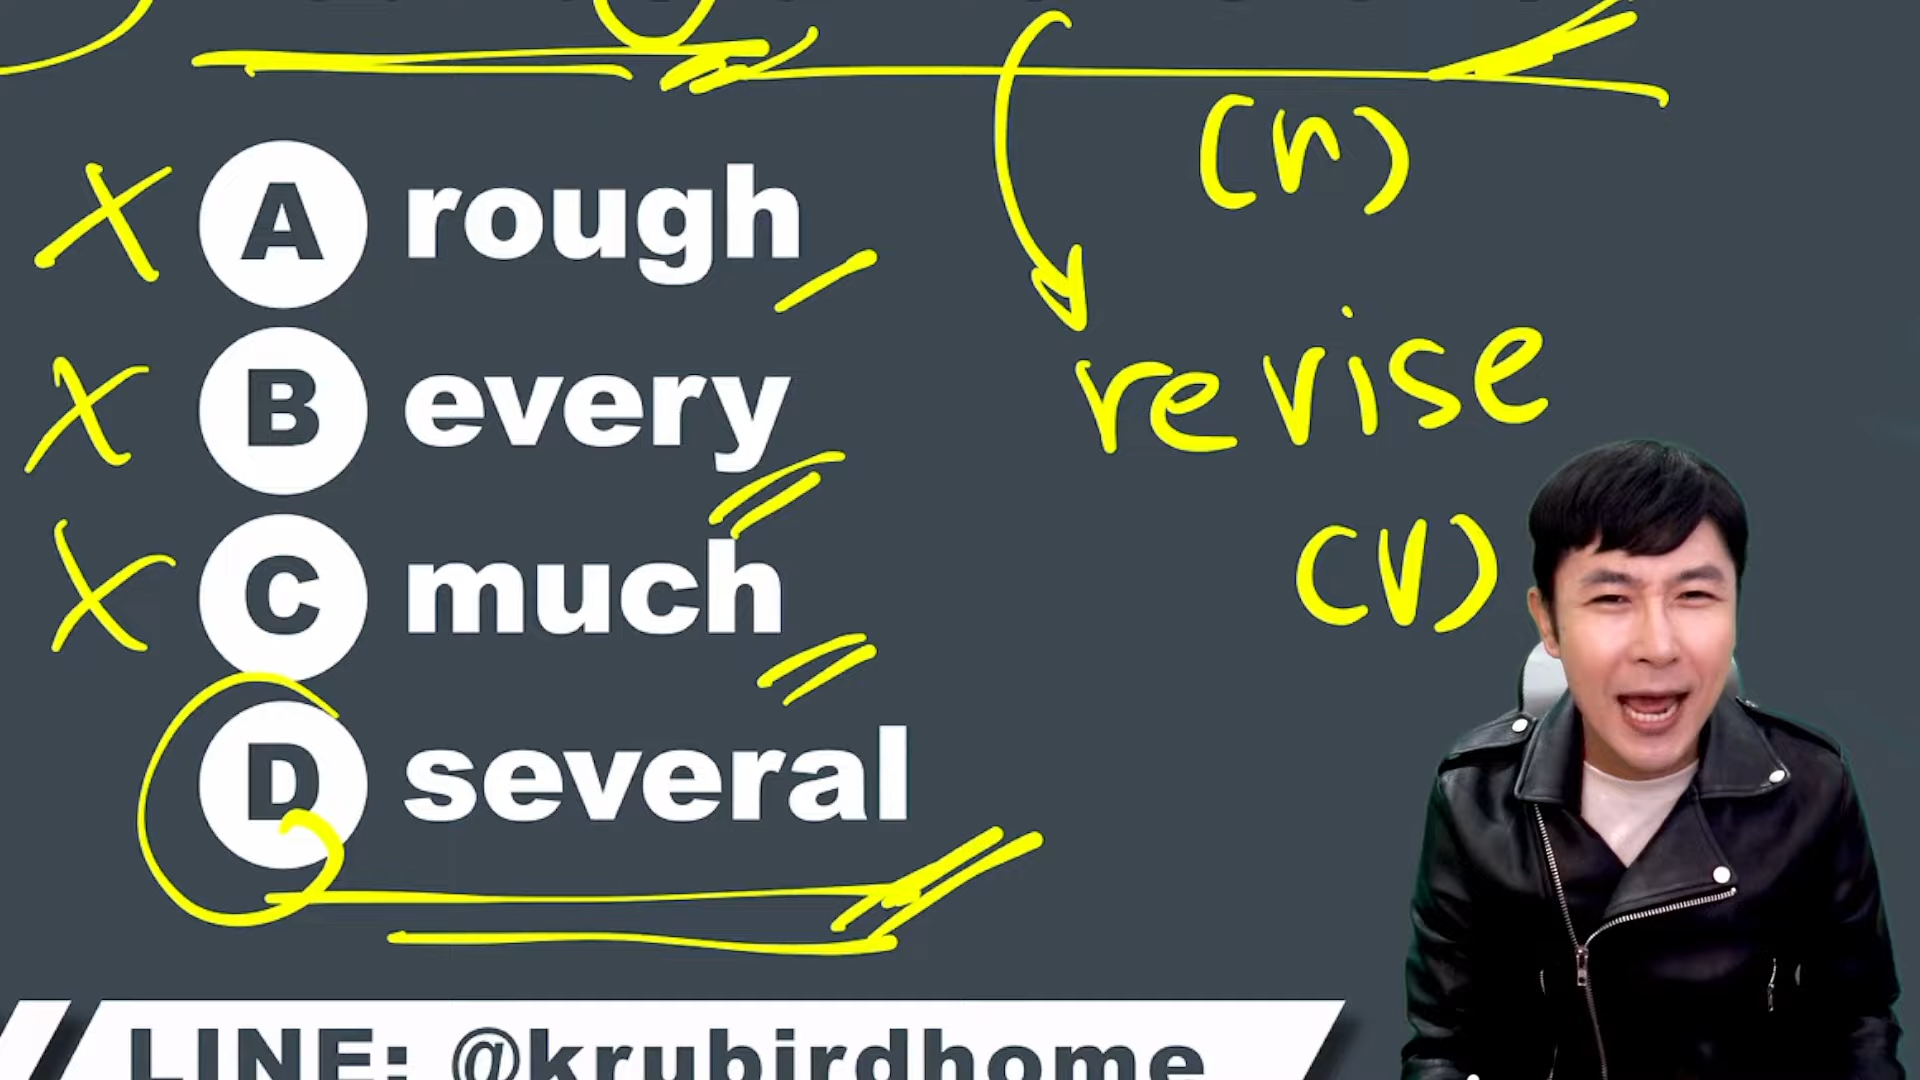 (n)
X A rough
revise
X B every
(V)
X C much
D several
LINE: @krubirdhome